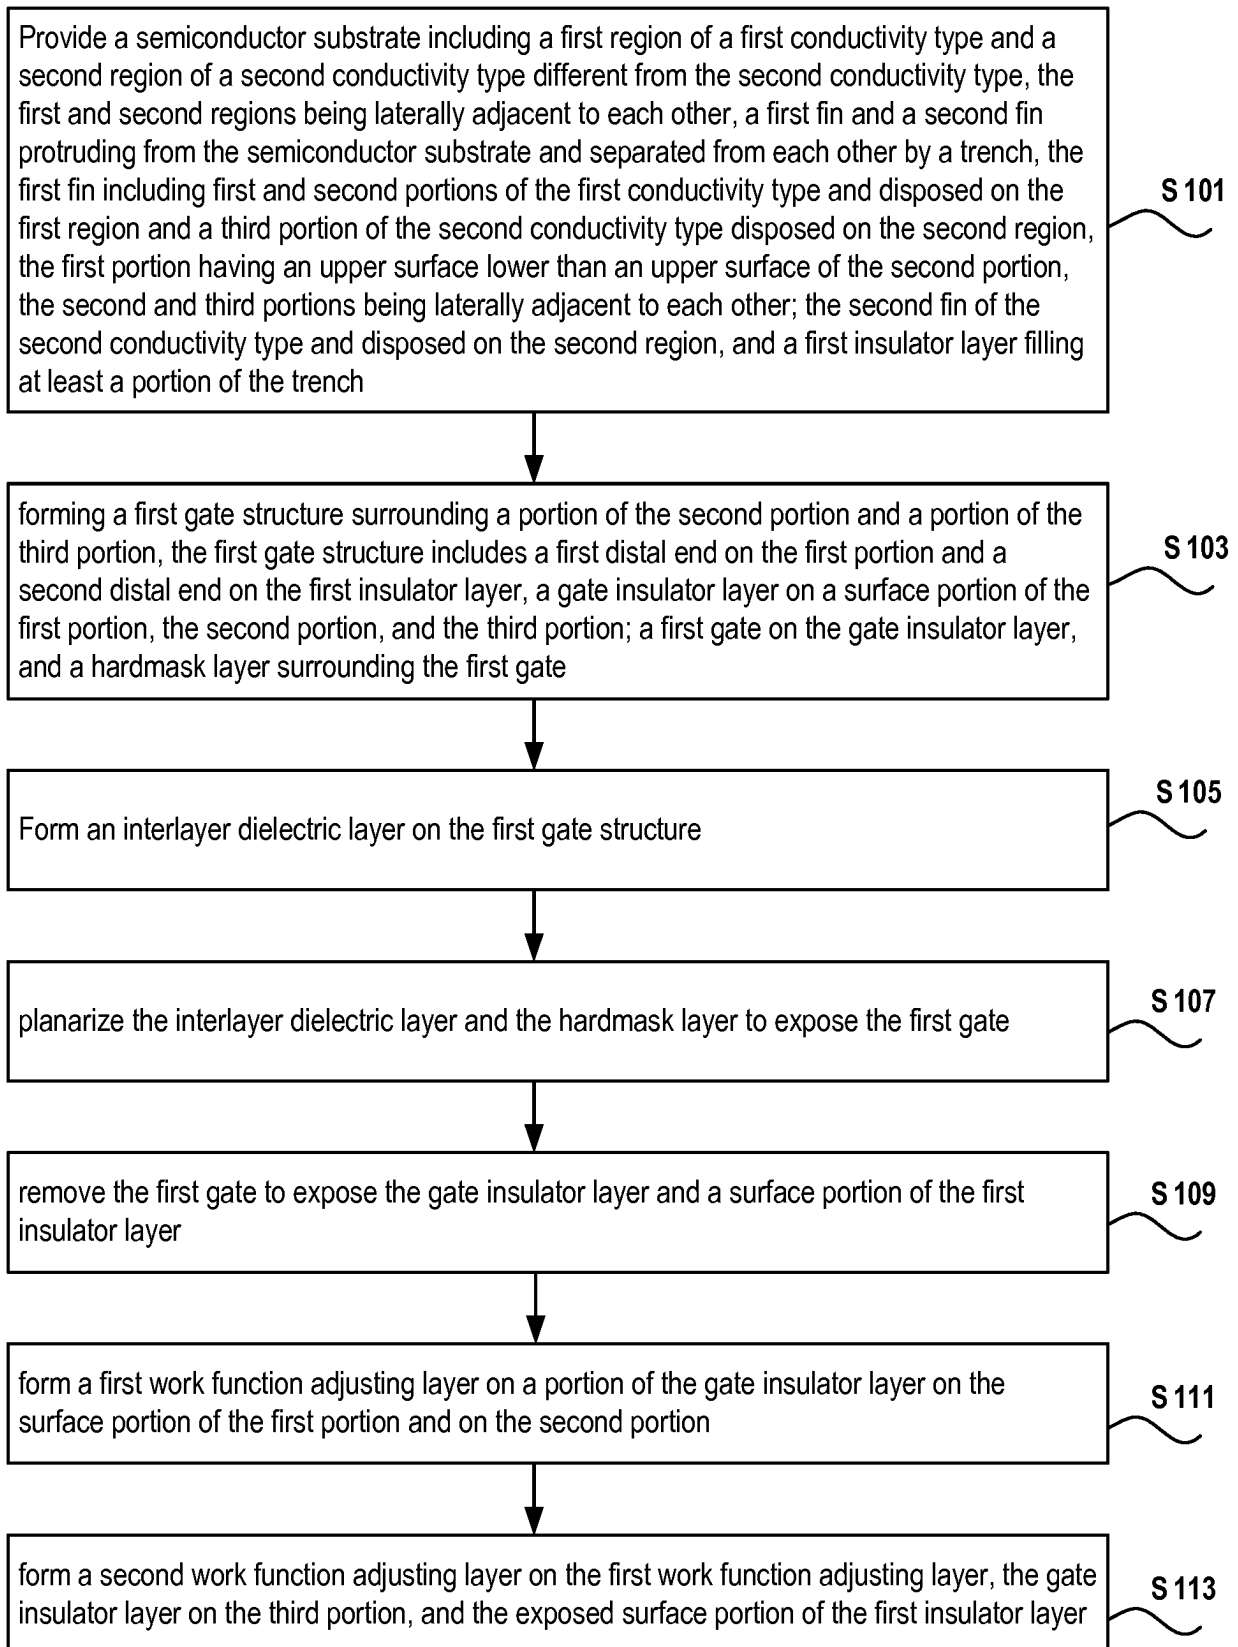 Provide a semiconductor substrate including a first region of a first conductivity type and a
second region of a second conductivity type different from the second conductivity type, the
first and second regions being laterally adjacent to each other, a first fin and a second fin
protruding from the semiconductor substrate and separated from each other by a trench, the
first fin including first and second portions of the first conductivity type and disposed on the
first region and a third portion of the second conductivity type disposed on the second region,
the first portion having an upper surface lower than an upper surface of the second portion,
the second and third portions being laterally adjacent to each other; the second fin of the
second conductivity type and disposed on the second region, and a first insulator layer filling
at least a portion of the trench
S 101
forming a first gate structure surrounding a portion of the second portion and a portion of the
third portion, the first gate structure includes a first distal end on the first portion and a
second distal end on the first insulator layer, a gate insulator layer on a surface portion of the
first portion, the second portion, and the third portion; a first gate on the gate insulator layer,
and a hardmask layer surrounding the first gate
S 103
Form an interlayer dielectric layer on the first gate structure
S 105
planarize the interlayer dielectric layer and the hardmask layer to expose the first gate
S 107
remove the first gate to expose the gate insulator layer and a surface portion of the first
insulator layer
S 109
form a first work function adjusting layer on a portion of the gate insulator layer on the
surface portion of the first portion and on the second portion
S 111
form a second work function adjusting layer on the first work function adjusting layer, the gate
insulator layer on the third portion, and the exposed surface portion of the first insulator layer
S 113